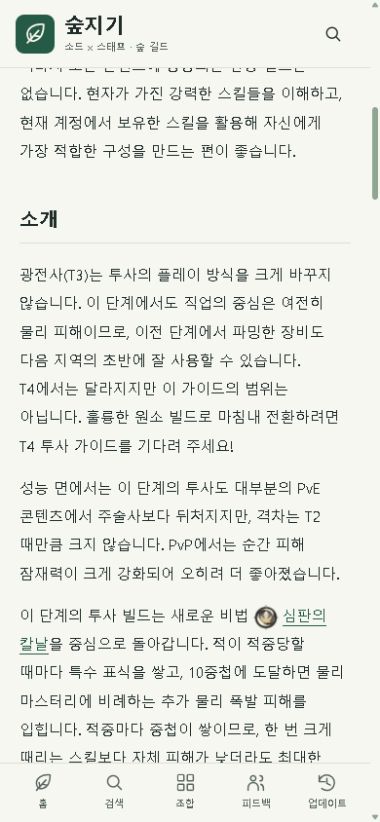 숲지기
소드 x 스태프 · 숲 길드
없습니다. 현자가 가진 강력한 스킬들을 이해하고,
현재 계정에서 보유한 스킬을 활용해 자신에게
가장 적합한 구성을 만드는 편이 좋습니다.
소개
광전사(T3)는 투사의 플레이 방식을 크게 바꾸지
않습니다. 이 단계에서도 직업의 중심은 여전히
물리 피해이므로, 이전 단계에서 파밍한 장비도
다음 지역의 초반에 잘 사용할 수 있습니다.
T4에서는 달라지지만 이 가이드의 범위는
아닙니다. 훌륭한 원소 빌드로 마침내 전환하려면
T4 투사 가이드를 기다려 주세요!
성능 면에서는 이 단계의 투사도 대부분의 PvE
콘텐츠에서 주술사보다 뒤처지지만, 격차는 T2
때만큼 크지 않습니다. PvP에서는 순간 피해
잠재력이 크게 강화되어 오히려 더 좋아졌습니다.
이 단계의 투사 빌드는 새로운 비법 심판의
칼날을 중심으로 돌아갑니다. 적이 적중당할
때마다 특수 표식을 쌓고, 10중첩에 도달하면 물리
마스터리에 비례하는 추가 물리 폭발 피해를
입힙니다. 적중마다 중첩이 쌓이므로, 한 번 크게
때리는 스킬보다 자체 피해가 낮더라도 최대한
홈
검색
조합
피드백
업데이트